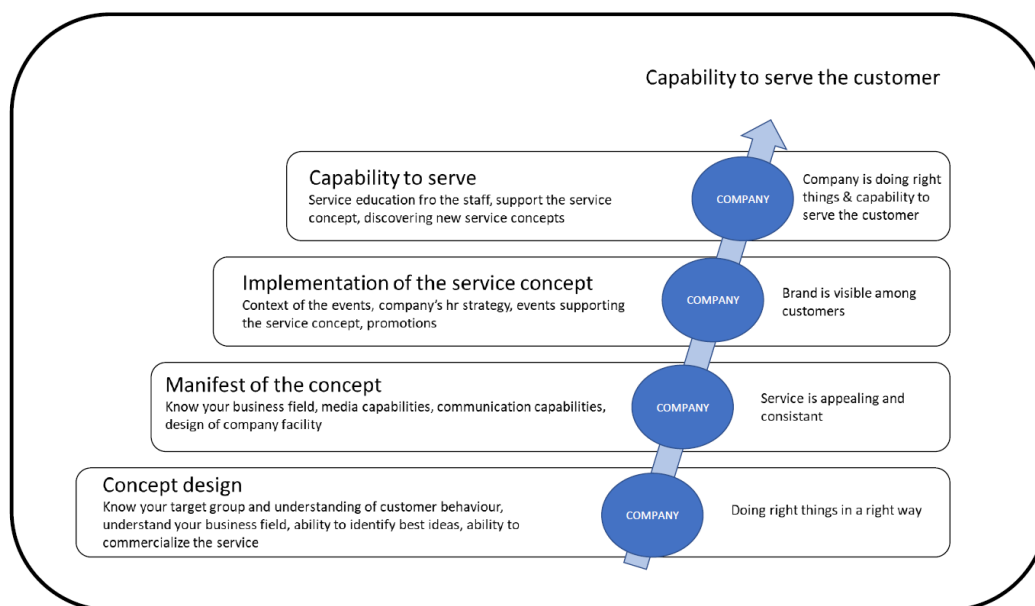 Capability to serve the customer
Capability to serve
Service education fro the staff, support the service
concept, discovering new service concepts
COMPANY
Company is doing right
things & capability to
serve the customer
Implementation of the service concept
Context of the events, company's hr strategy, events supporting
the service concept, promotions
COMPANY
Brand is visible among
customers
Manifest of the concept
Know your business field, media capabilities, communication capabilities,
design of company facility
COMPANY
Service is appealing and
consistant
Concept design
Know your target group and understanding of customer behaviour,
understand your business field, ability to identify best ideas, ability to
commercialize the service
COMPANY
Doing right things in a right way